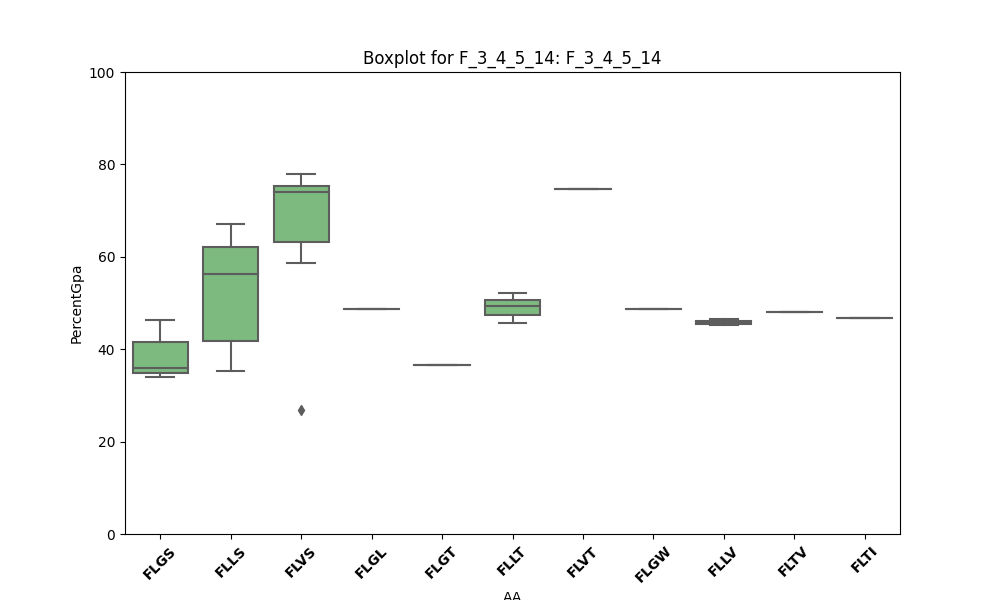 Boxplot for F_3_4_5_14: F_3_4_5_14
100
80
60
40
20
0
PercentGpa
FLGS
FLLS
FLVS
FLGL
FLGT
FLLT
FLVT
FLGW
FLLV
FLTV
FLTI
AA